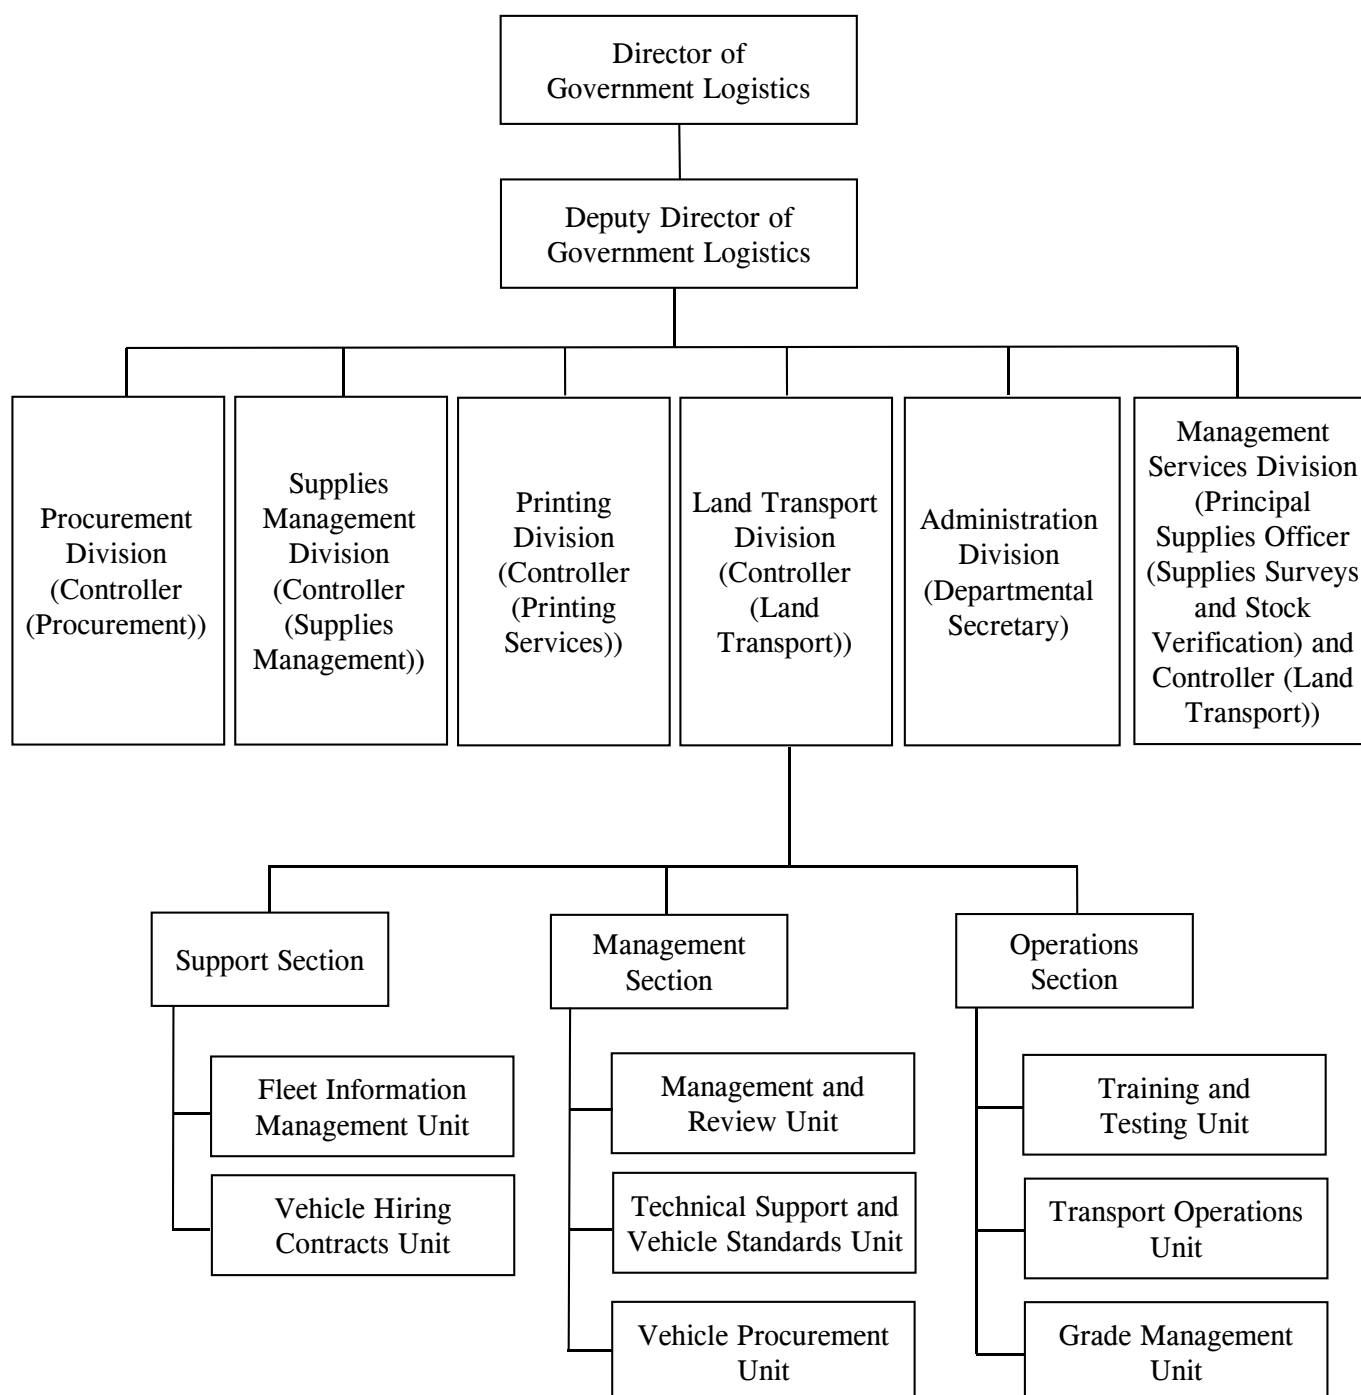 Director of
Government Logistics
Deputy Director of
Government Logistics
Procurement
Division
(Controller
(Procurement))
Supplies
Management
Division
(Controller
(Supplies
Management))
Printing
Division
(Controller
(Printing
Services))
Land Transport
Division
(Controller
(Land
Transport))
Administration
Division
(Departmental
Secretary)
Management
Services Division
(Principal
Supplies Officer
(Supplies Surveys
and Stock
Verification) and
Controller (Land
Transport))
Support Section
Fleet Information
Management Unit
Vehicle Hiring
Contracts Unit
Management
Section
Management and
Review Unit
Technical Support and
Vehicle Standards Unit
Vehicle Procurement
Unit
Operations
Section
Training and
Testing Unit
Transport Operations
Unit
Grade Management
Unit